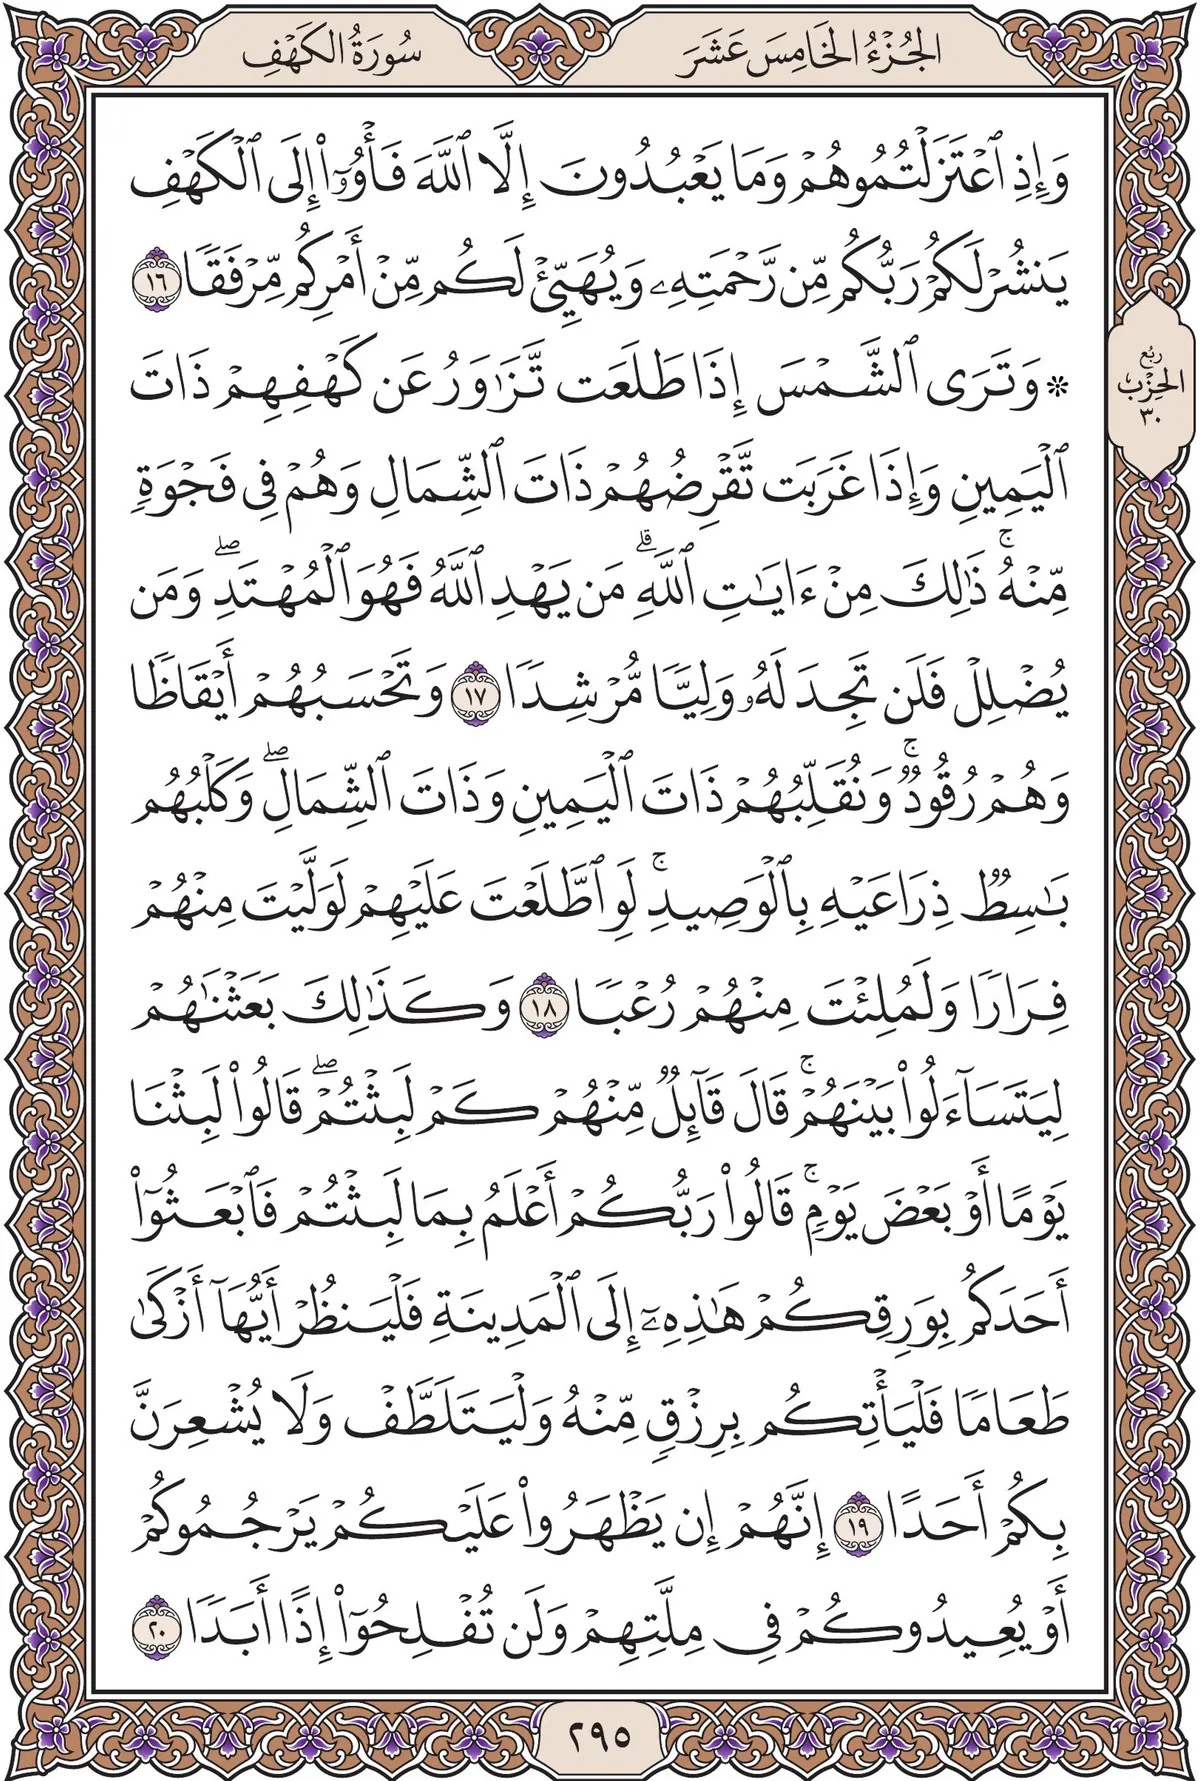 الجُزْءُ الخَامِسَ عَشَرَ
سُورَةُ الكَهْفِ
وَإِذِ ٱعْتَزَلْتُمُوهُمْ وَمَا يَعْبُدُونَ إِلَّا ٱللَّهَ فَأْوُۥٓا۟ إِلَى ٱلْكَهْفِ
يَنشُرْ لَكُمْ رَبُّكُم مِّن رَّحْمَتِهِۦ وَيُهَيِّئْ لَكُم مِّنْ أَمْرِكُم مِّرْفَقًا ١٦
۞ وَتَرَى ٱلشَّمْسَ إِذَا طَلَعَت تَّزَٰوَرُ عَن كَهْفِهِمْ ذَاتَ
ٱلْيَمِينِ وَإِذَا غَرَبَت تَّقْرِضُهُمْ ذَاتَ ٱلشِّمَالِ وَهُمْ فِى فَجْوَةٍ
مِّنْهُ ۚ ذَٰلِكَ مِنْ ءَايَٰتِ ٱللَّهِ ۗ مَن يَهْدِ ٱللَّهُ فَهُوَ ٱلْمُهْتَدِ ۖ وَمَن
يُضْلِلْ فَلَن تَجِدَ لَهُۥ وَلِيًّا مُّرْشِدًا ١٧ وَتَحْسَبُهُمْ أَيْقَاظًا
وَهُمْ رُقُودٌ ۚ وَنُقَلِّبُهُمْ ذَاتَ ٱلْيَمِينِ وَذَاتَ ٱلشِّمَالِ ۖ وَكَلْبُهُم
بَٰسِطٌ ذِرَاعَيْهِ بِٱلْوَصِيدِ ۚ لَوِ ٱطَّلَعْتَ عَلَيْهِمْ لَوَلَّيْتَ مِنْهُمْ
فِرَارًا وَلَمُلِئْتَ مِنْهُمْ رُعْبًا ١٨ وَكَذَٰلِكَ بَعَثْنَٰهُمْ
لِيَتَسَآءَلُوا۟ بَيْنَهُمْ ۚ قَالَ قَآئِلٌ مِّنْهُمْ كَمْ لَبِثْتُمْ ۖ قَالُوا۟ لَبِثْنَا
يَوْمًا أَوْ بَعْضَ يَوْمٍ ۚ قَالُوا۟ رَبُّكُمْ أَعْلَمُ بِمَا لَبِثْتُمْ فَٱبْعَثُوٓا۟
أَحَدَكُم بِوَرِقِكُمْ هَٰذِهِۦٓ إِلَى ٱلْمَدِينَةِ فَلْيَنظُرْ أَيُّهَآ أَزْكَىٰ
طَعَامًا فَلْيَأْتِكُم بِرِزْقٍ مِّنْهُ وَلْيَتَلَطَّفْ وَلَا يُشْعِرَنَّ
بِكُمْ أَحَدًا ١٩ إِنَّهُمْ إِن يَظْهَرُوا۟ عَلَيْكُمْ يَرْجُمُوكُمْ
أَوْ يُعِيدُوكُمْ فِى مِلَّتِهِمْ وَلَن تُفْلِحُوٓا۟ إِذًا أَبَدًا ٢٠
رُبُعُ
الحِزْبِ
٣٠
٢٩٥